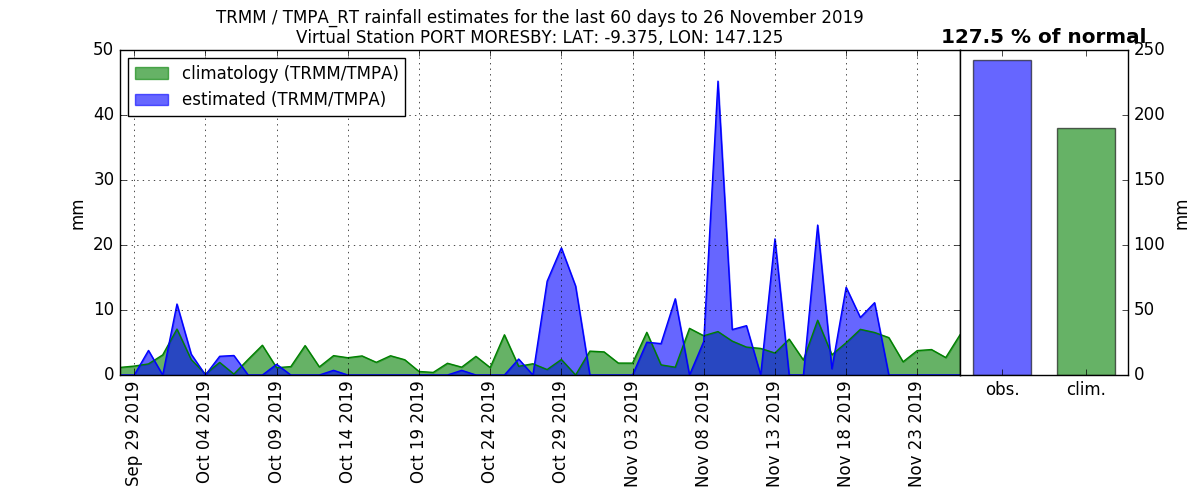 TRMM / TMPA_RT rainfall estimates for the last 60 days to 26 November 2019
Virtual Station PORT MORESBY: LAT: -9.375, LON: 147.125
127.5 % of normal
climatology (TRMM/TMPA)
estimated (TRMM/TMPA)
50
40
30
20
10
0
mm
Sep 29 2019
Oct 04 2019
Oct 09 2019
Oct 14 2019
Oct 19 2019
Oct 24 2019
Oct 29 2019
Nov 03 2019
Nov 08 2019
Nov 13 2019
Nov 18 2019
Nov 23 2019
obs.
clim.
250
200
150
100
50
0
mm